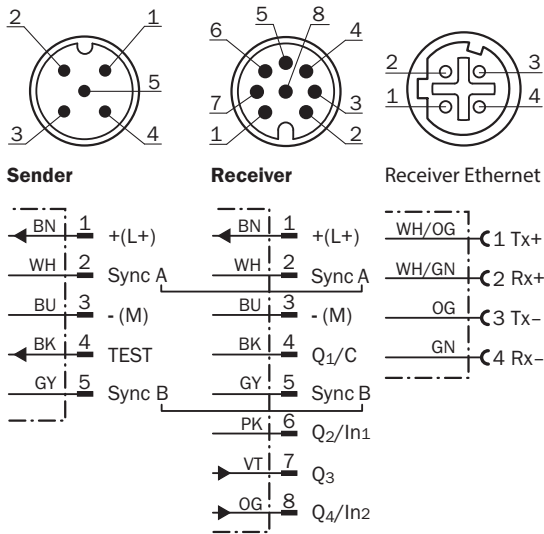 2 1
5
3 4
5 8
6 4
7 3
1 2
2 3
1 4
Sender
BN 1 +(L+)
WH 2 Sync A
BU 3 - (M)
BK 4 TEST
GY 5 Sync B
Receiver
BN 1 +(L+)
WH 2 Sync A
BU 3 - (M)
BK 4 Q1/C
GY 5 Sync B
PK 6 Q2/In1
VT 7 Q3
OG 8 Q4/In2
Receiver Ethernet
WH/OG 1 Tx+
WH/GN 2 Rx+
OG 3 Tx–
GN 4 Rx–